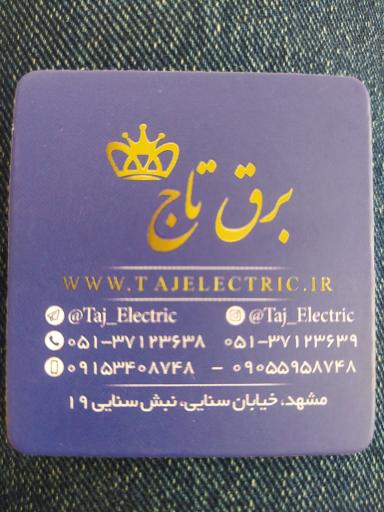 برق تاج
WWW.TAJELECTRIC.IR
@Taj_Electric @Taj_Electric
۰۵۱-۳۷۱۲۳۶۳۸ ۰۵۱-۳۷۱۲۳۶۳۹
۰۹۱۵۳۴۰۸۷۴۸ - ۰۹۰۵۵۹۵۸۷۴۸
مشهد، خیابان سنایی، نبش سنایی ۱۹